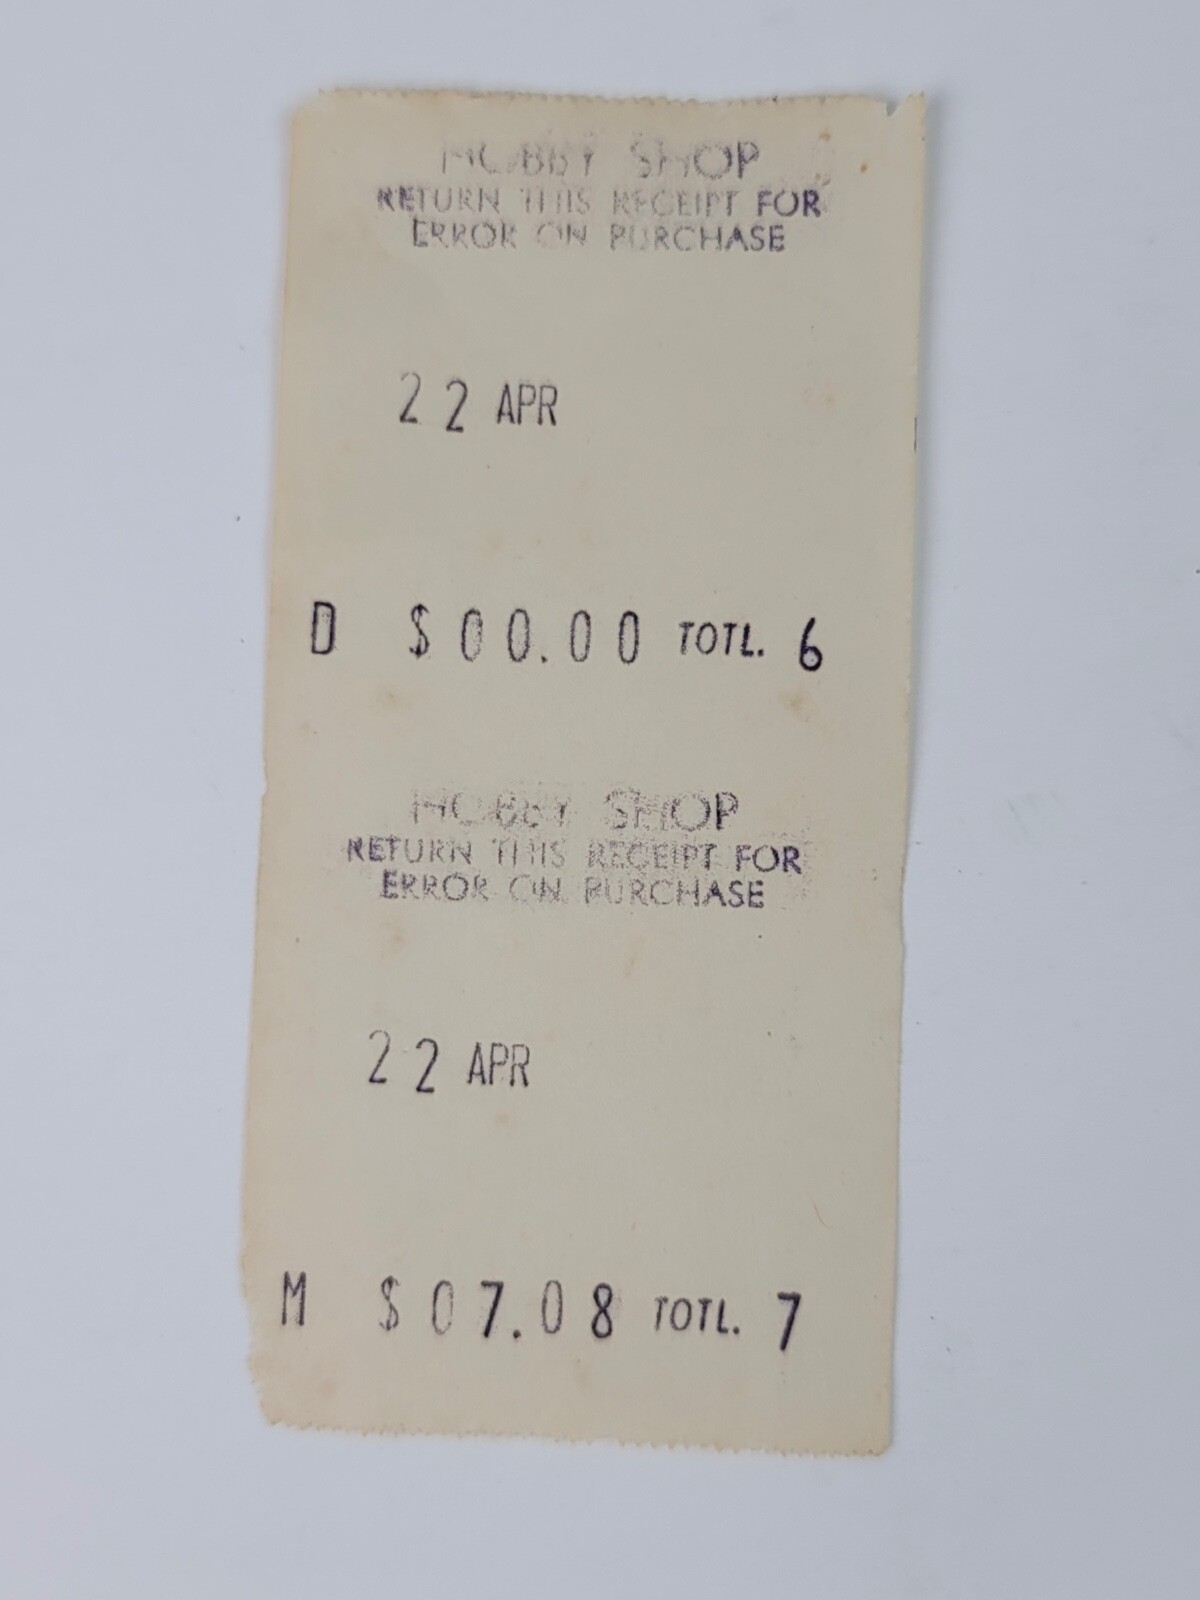 HOBBY SHOP
RETURN THIS RECEIPT FOR
ERROR ON PURCHASE
22 APR
D $00.00 TOTL. 6
HOBBY SHOP
RETURN THIS RECEIPT FOR
ERROR ON PURCHASE
22 APR
M $07.08 TOTL. 7